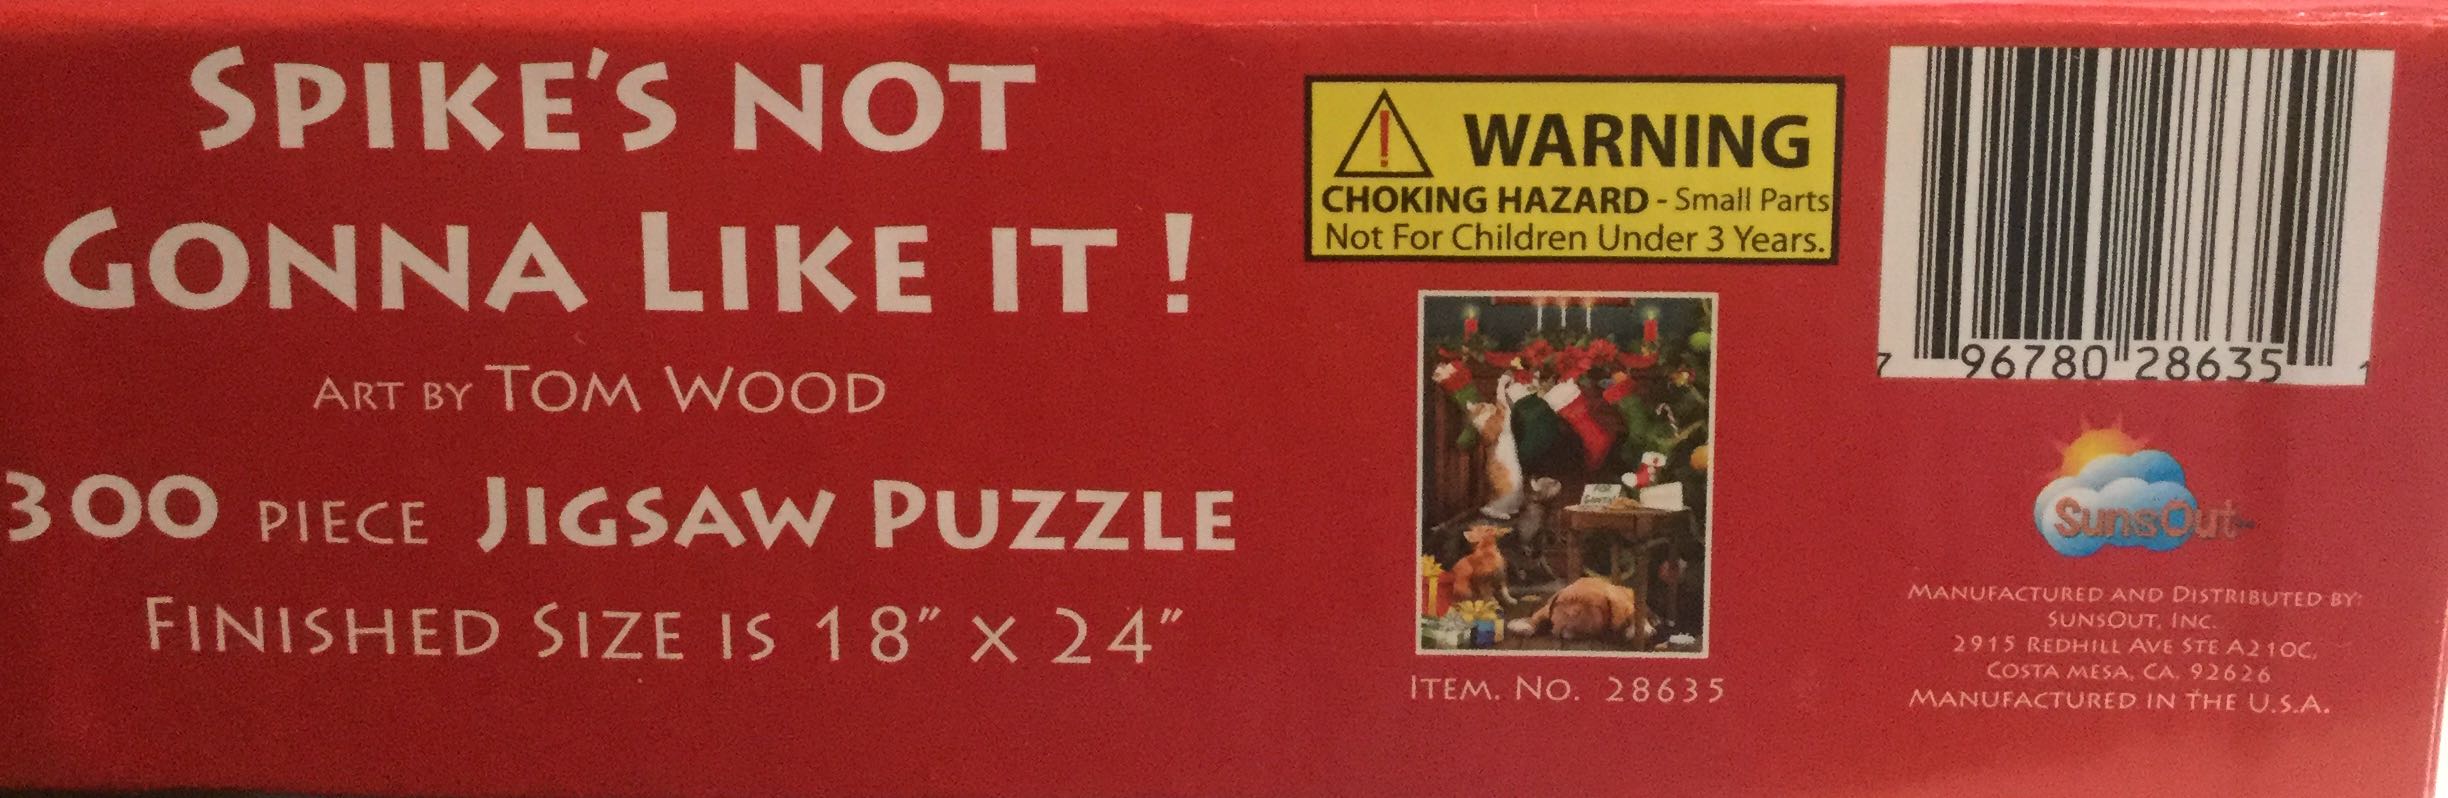 SPIKE'S NOT
GONNA LIKE IT!
ART BY TOM WOOD
300 PIECE JIGSAW PUZZLE
FINISHED SIZE IS 18" X 24"
WARNING
CHOKING HAZARD - Small Parts
Not For Children Under 3 Years.
FOR
SANTA
ITEM. NO. 28635
7 96780 28635 1
SunsOut
MANUFACTURED AND DISTRIBUTED BY:
SUNSOUT, INC.
2915 REDHILL AVE STE A210C,
COSTA MESA, CA. 92626
MANUFACTURED IN THE U.S.A.